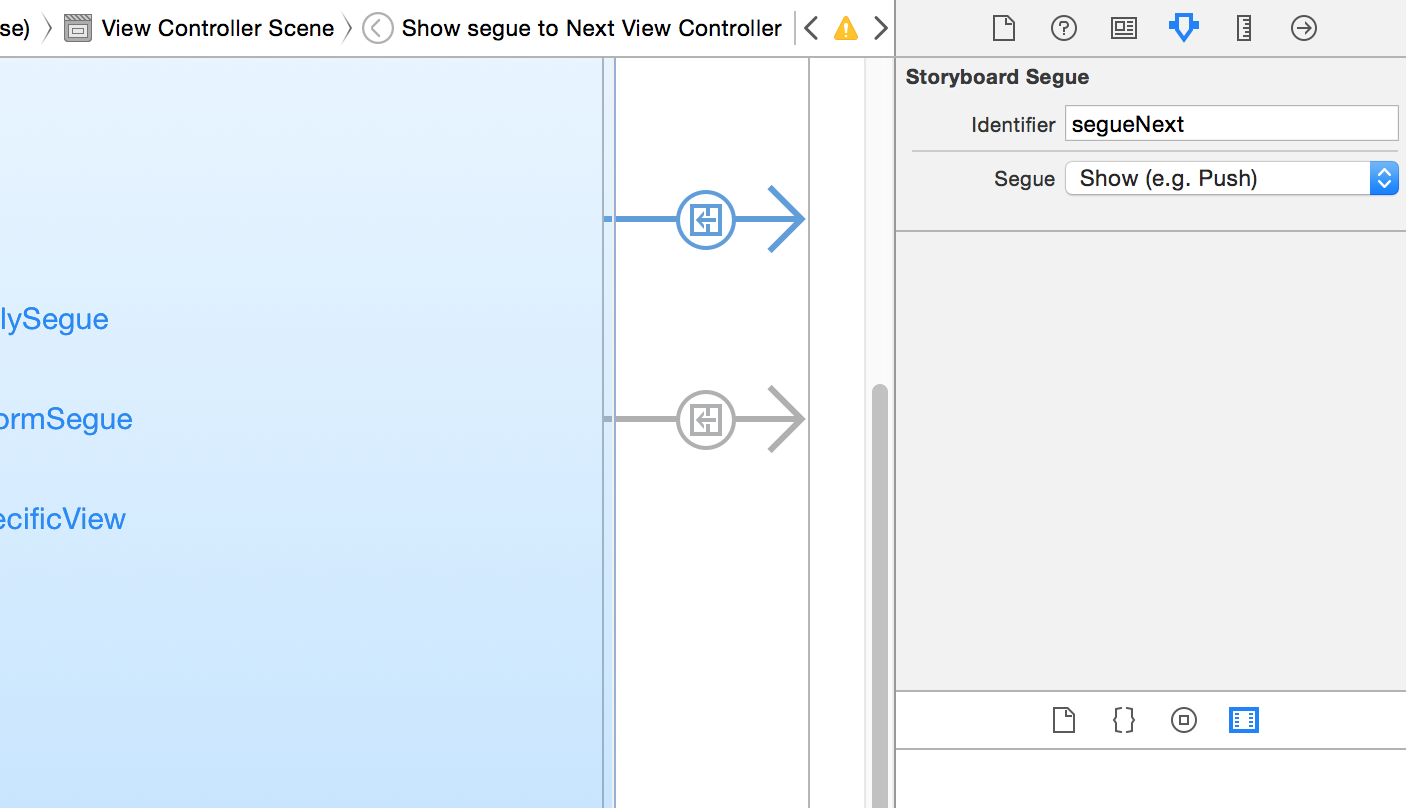 se) View Controller Scene Show segue to Next View Controller
Storyboard Segue
Identifier segueNext
Segue Show (e.g. Push)
lySegue
ormSegue
ecificView